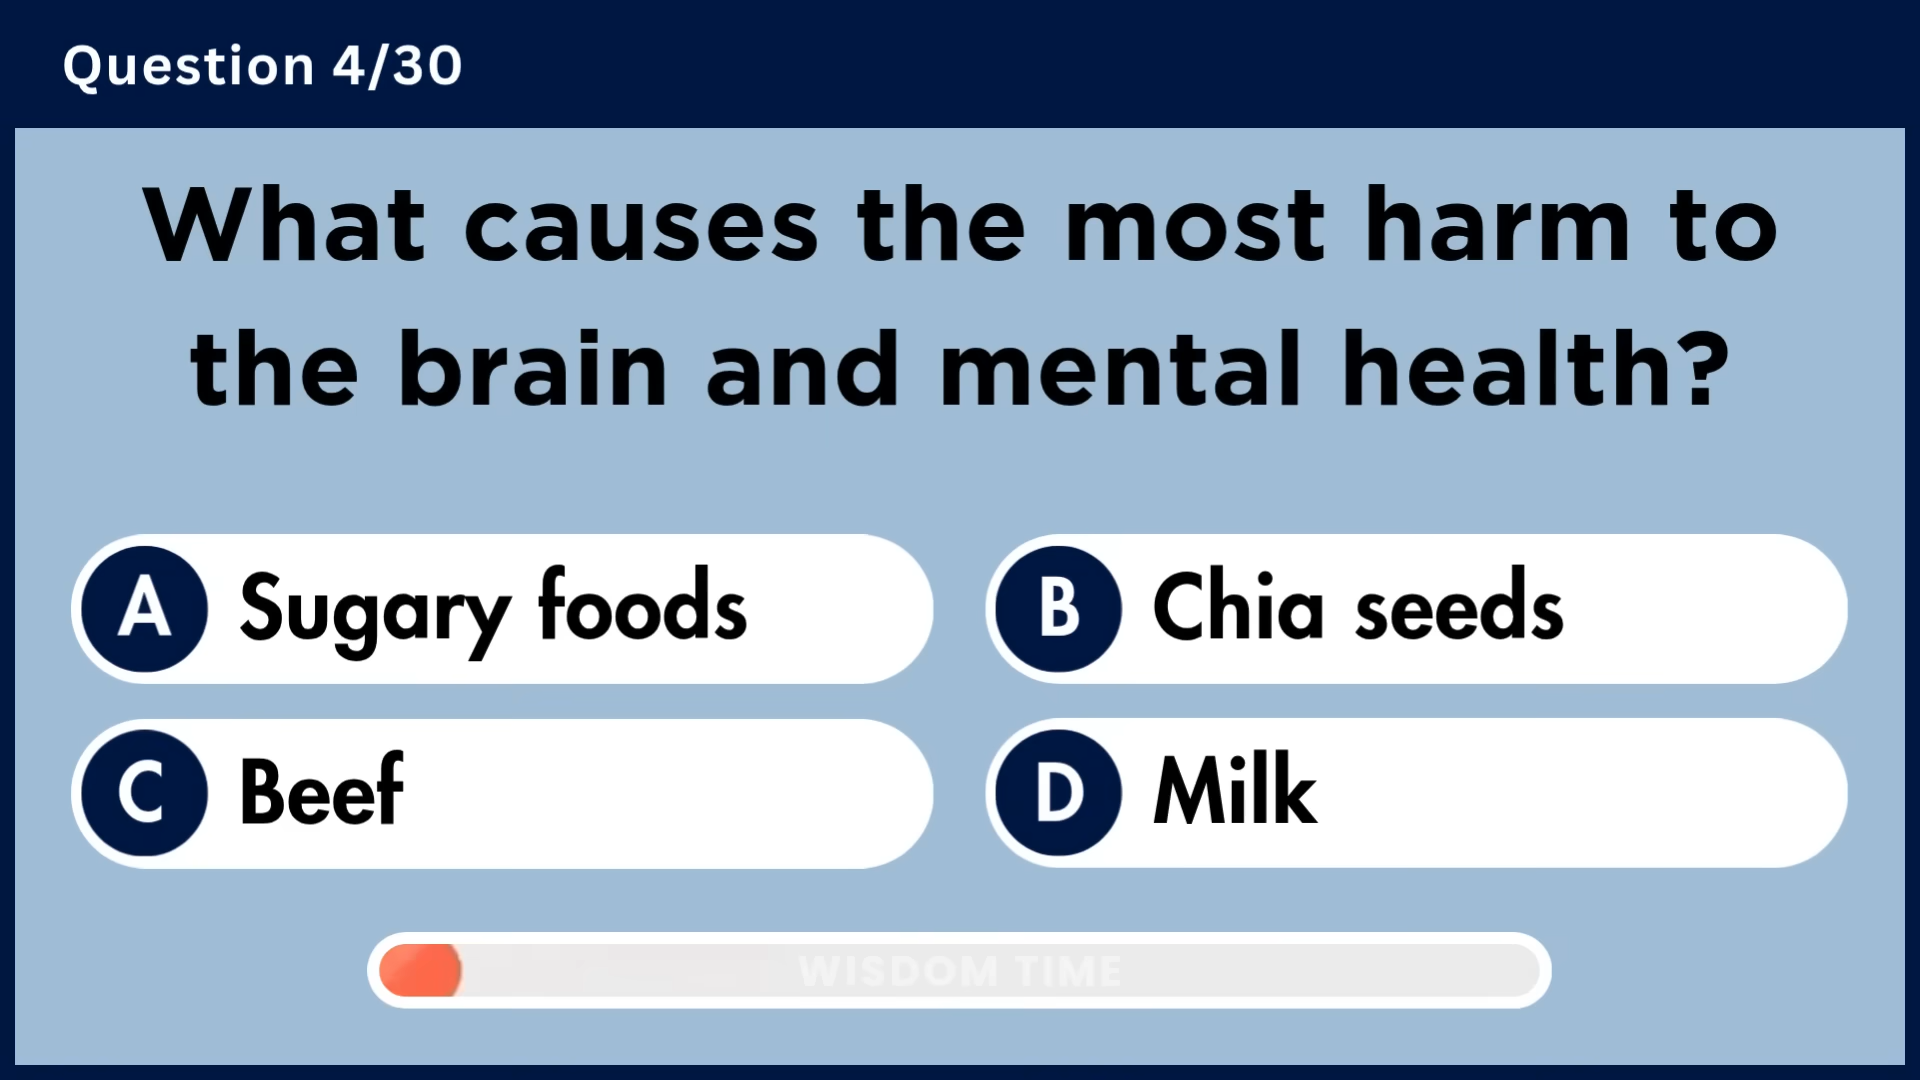 Question 4/30
What causes the most harm to
the brain and mental health?
A Sugary foods
B Chia seeds
C Beef
D Milk
WISDOM TIME